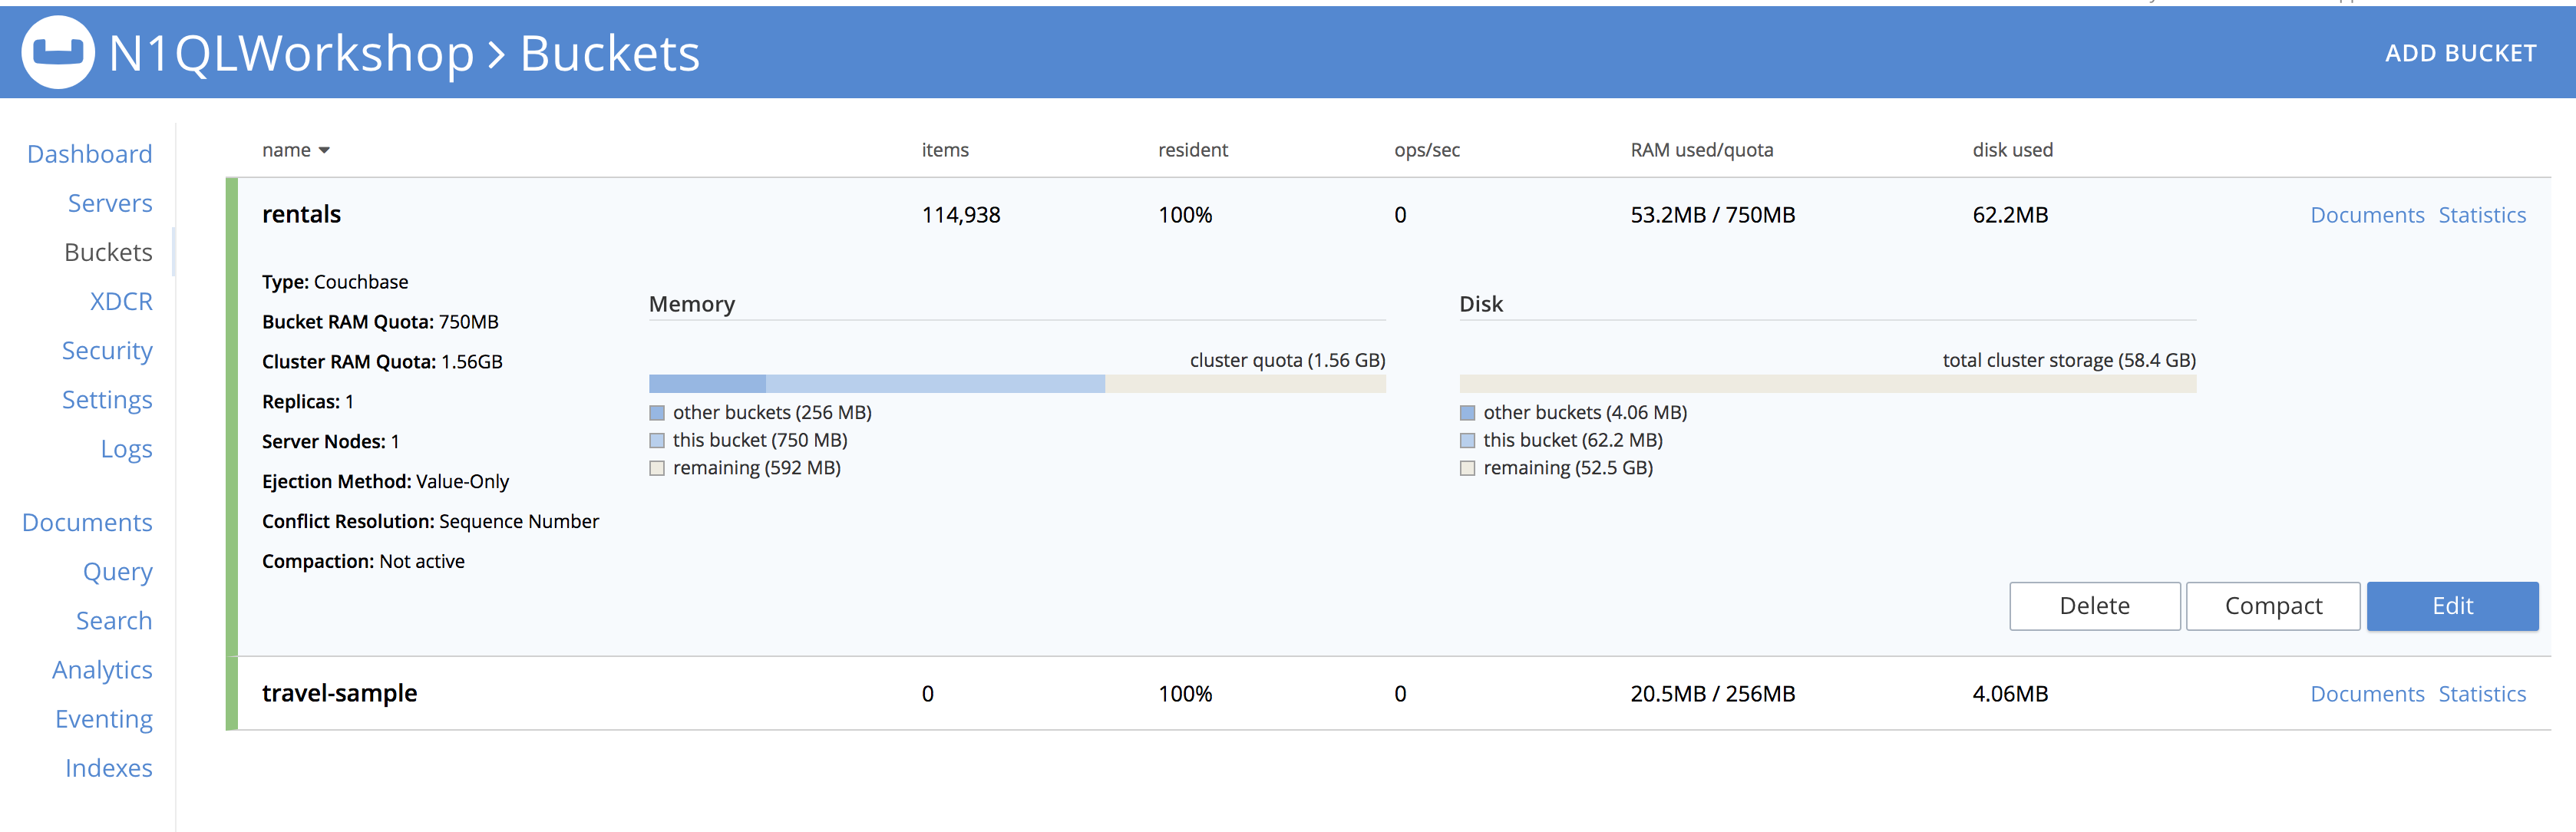 N1QLWorkshop > Buckets
ADD BUCKET
Dashboard
Servers
Buckets
XDCR
Security
Settings
Logs
Documents
Query
Search
Analytics
Eventing
Indexes
name items resident ops/sec RAM used/quota disk used
rentals 114,938 100% 0 53.2MB / 750MB 62.2MB Documents Statistics
Type: Couchbase
Bucket RAM Quota: 750MB
Cluster RAM Quota: 1.56GB
Replicas: 1
Server Nodes: 1
Ejection Method: Value-Only
Conflict Resolution: Sequence Number
Compaction: Not active
Memory
cluster quota (1.56 GB)
other buckets (256 MB)
this bucket (750 MB)
remaining (592 MB)
Disk
total cluster storage (58.4 GB)
other buckets (4.06 MB)
this bucket (62.2 MB)
remaining (52.5 GB)
Delete Compact Edit
travel-sample 0 100% 0 20.5MB / 256MB 4.06MB Documents Statistics